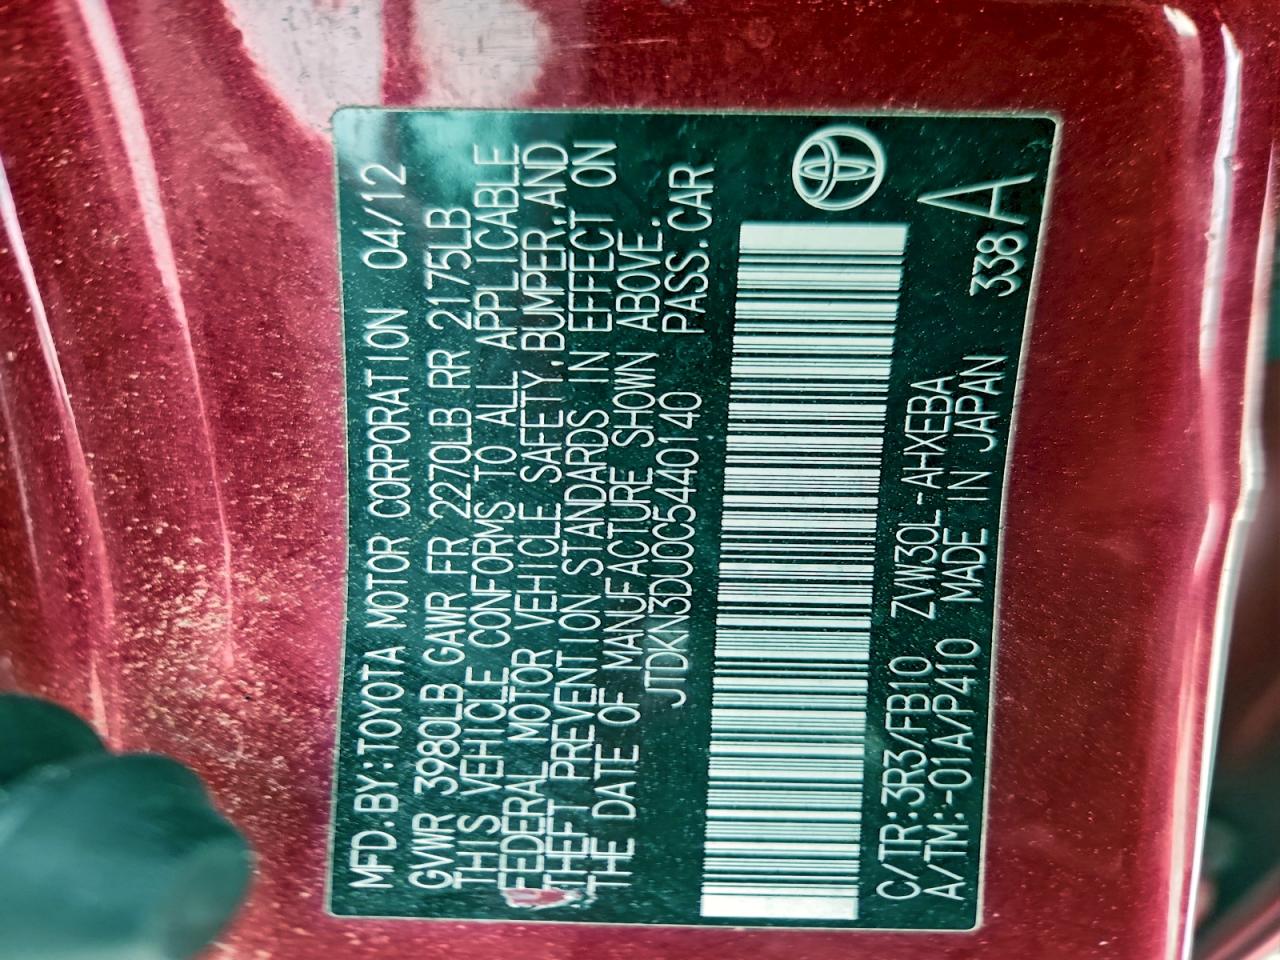 MFD.BY:TOYOTA MOTOR CORPORATION 04/12
GVWR 3980LB GAWR FR 2270LB RR 2175LB
THIS VEHICLE CONFORMS TO ALL APPLICABLE
FEDERAL MOTOR VEHICLE SAFETY,BUMPER,AND
THEFT PREVENTION STANDARDS IN EFFECT ON
THE DATE OF MANUFACTURE SHOWN ABOVE.
JTDKN3DU0C5440140 PASS.CAR
C/TR:3R3/FB10 ZVW30L-AHXEBA 338 A
A/TM:-01A/P410 MADE IN JAPAN